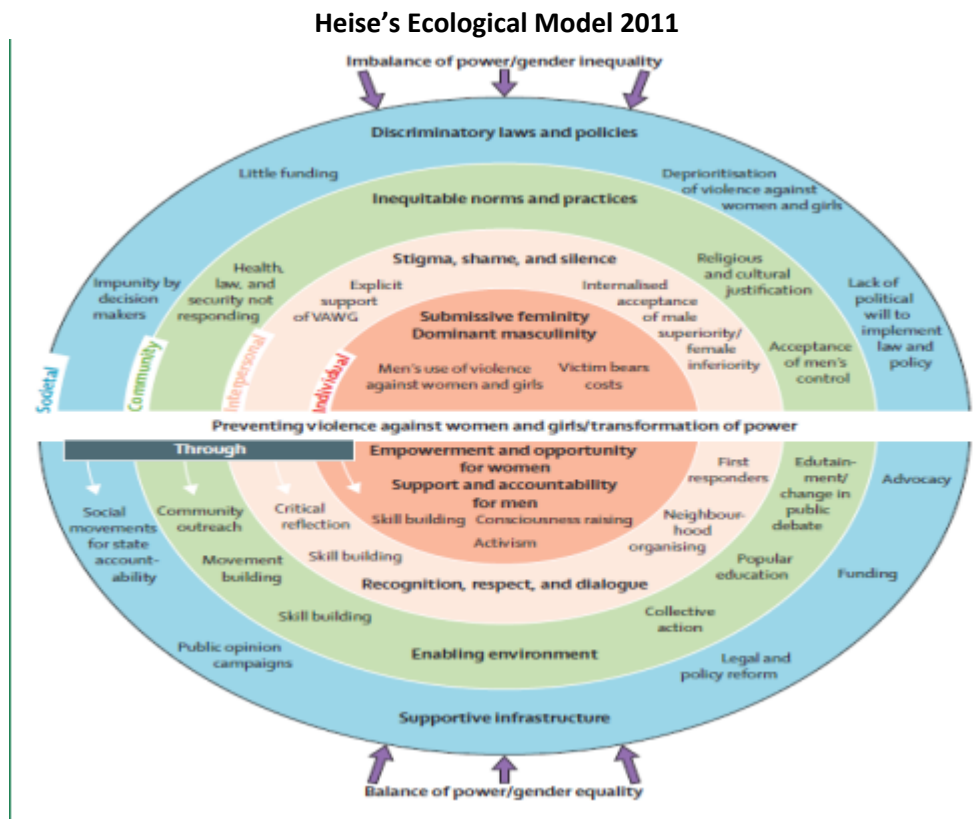 Heise's Ecological Model 2011
Imbalance of power/gender inequality
Discriminatory laws and policies
Little funding
Deprioritisation
of violence against
women and girls
Inequitable norms and practices
Impunity by
decision
makers
Health,
law, and
security not
responding
Stigma, shame, and silence
Explicit
support
of VAWG
Internalised
acceptance
of male
superiority/
female
inferiority
Religious
and cultural
justification
Lack of
political
will to
implement
law and
policy
Submissive feminity
Dominant masculinity
Men's use of violence
against women and girls
Victim bears
costs
Acceptance
of men's
control
Societal
Community
Interpersonal
Individual
Preventing violence against women and girls/transformation of power
Through
Empowerment and opportunity
for women
Support and accountability
for men
Skill building
Consciousness raising
Activism
Social
movements
for state
account-
ability
Community
outreach
Critical
reflection
First
responders
Edutain-
ment/
change in
public
debate
Advocacy
Movement
building
Skill building
Neighbour-
hood
organising
Recognition, respect, and dialogue
Popular
education
Funding
Skill building
Collective
action
Public opinion
campaigns
Enabling environment
Legal and
policy reform
Supportive infrastructure
Balance of power/gender equality